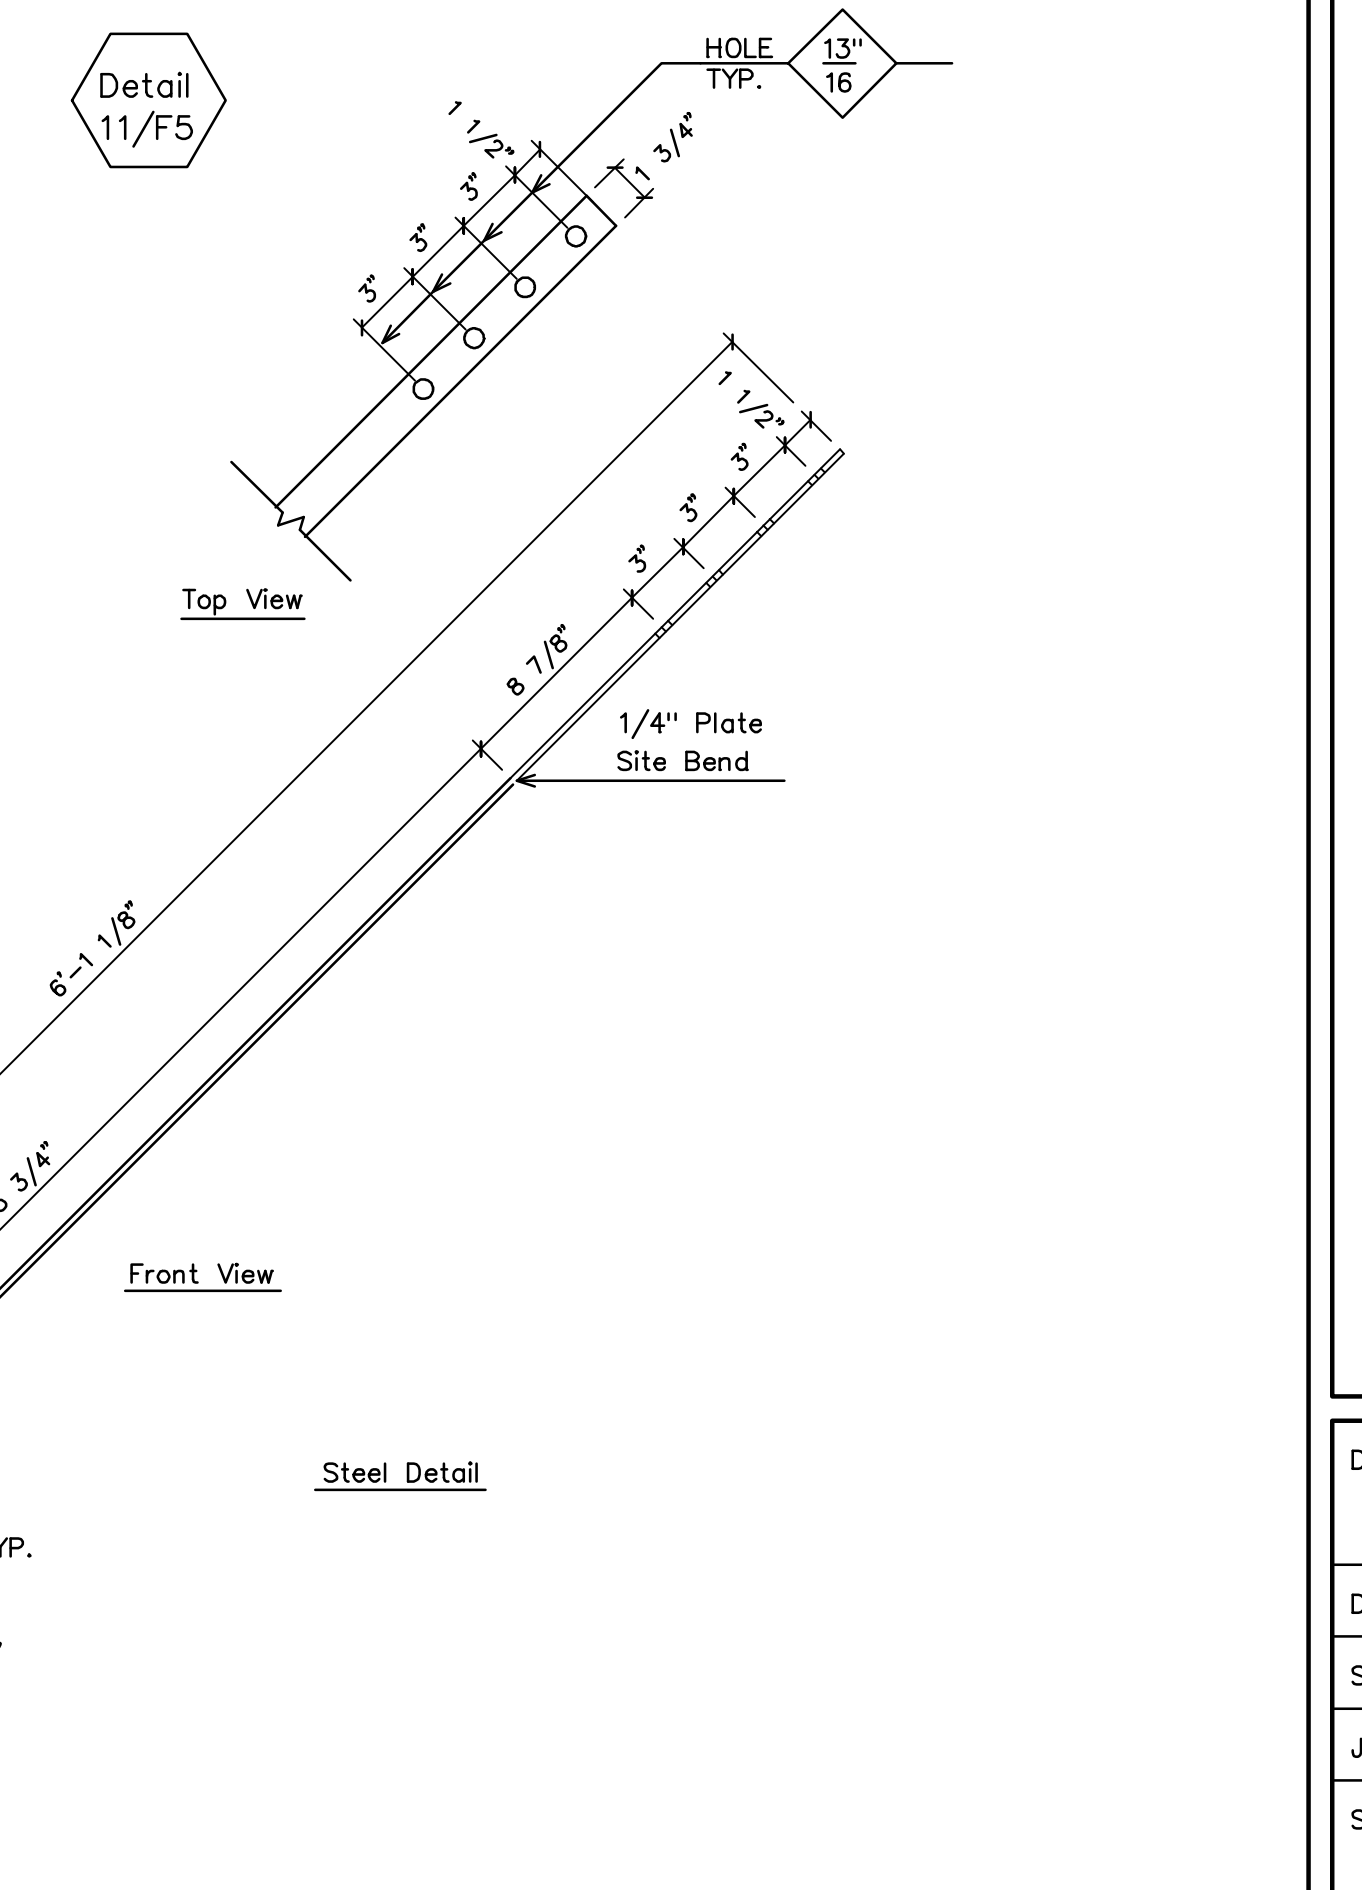 Detail
11/F5
HOLE
TYP.
13"
16
1 1/2"
1 3/4"
3"
3"
3"
Top View
1 1/2"
3"
3"
3"
8 7/8"
1/4" Plate
Site Bend
6'-1 1/8"
3/4"
Front View
Steel Detail
YP.
D
D
S
J
S